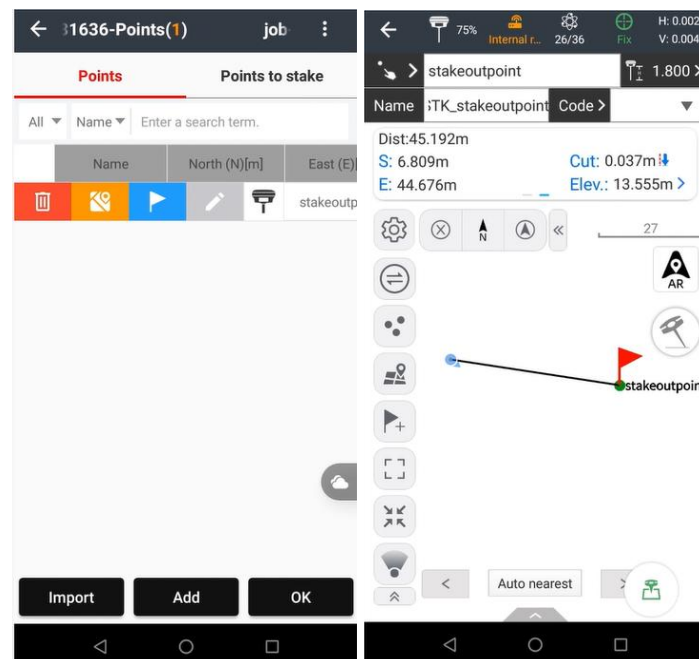 31636-Points(1) job
Points Points to stake
All Name Enter a search term.
Name North (N)[m] East (E)[
stakeoutp
Import Add OK
75% Internal r... 26/36 Fix H: 0.002 V: 0.004
stakeoutpoint 1.800
Name STK_stakeoutpoint Code
Dist:45.192m
S: 6.809m Cut: 0.037m
E: 44.676m Elev.: 13.555m
N 27
AR
stakeoutpoin
Auto nearest